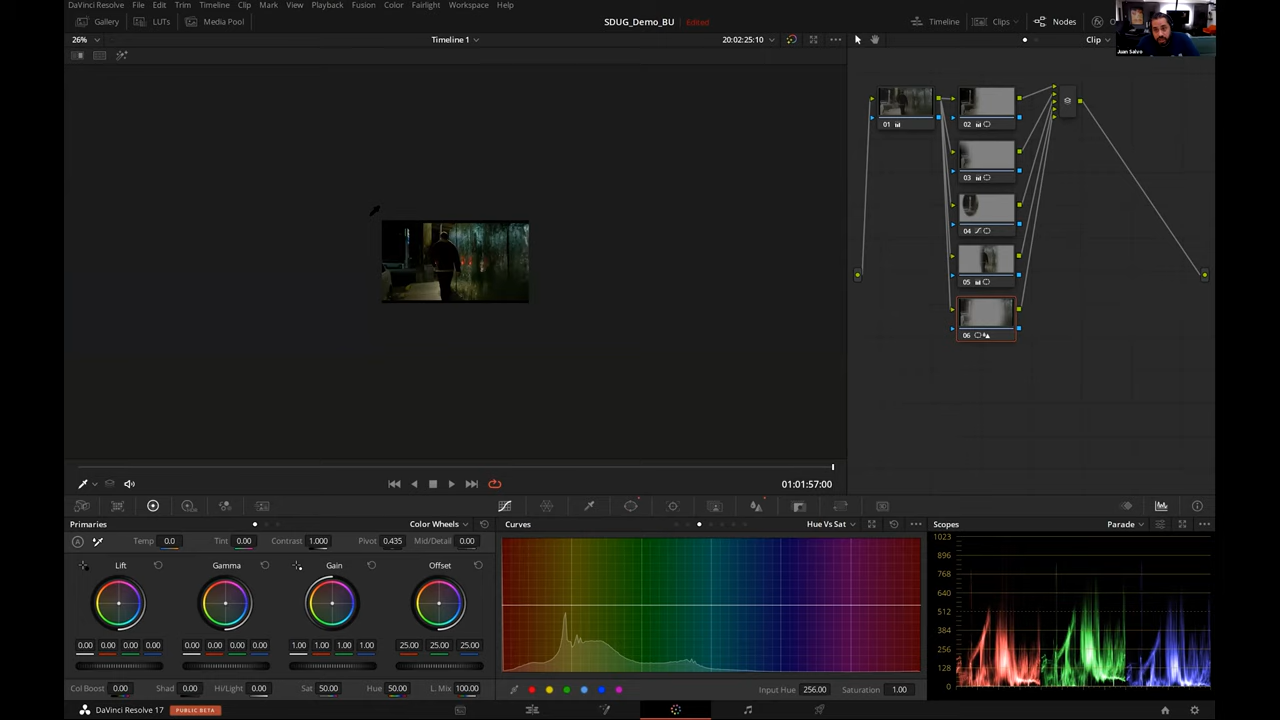 DaVinci Resolve File Edit Trim Timeline Clip Mark View Playback Fusion Color Fairlight Workspace Help
Gallery LUTs Media Pool SDUG_Demo_BU Edited Timeline Clips Nodes
26% Timeline 1 20:02:25:10 Clip
Juan Salvo
01 02
03
04
05
06
01:01:57:00
Primaries Color Wheels Curves Hue Vs Sat Scopes Parade
Temp 0.0 Tint 0.00 Contrast 1.000 Pivot 0.435 Mid/Detail 0.00
Lift Gamma Gain Offset
0.00 0.00 0.00 0.00 0.00 0.00 0.00 0.00 1.00 1.00 1.00 1.00 25.00 25.00 25.00
Col Boost 0.00 Shad 0.00 Hi/Light 0.00 Sat 50.00 Hue 50.00 L. Mix 100.00
Input Hue 256.00 Saturation 1.00
1023
896
768
640
512
384
256
128
0
DaVinci Resolve 17 PUBLIC BETA